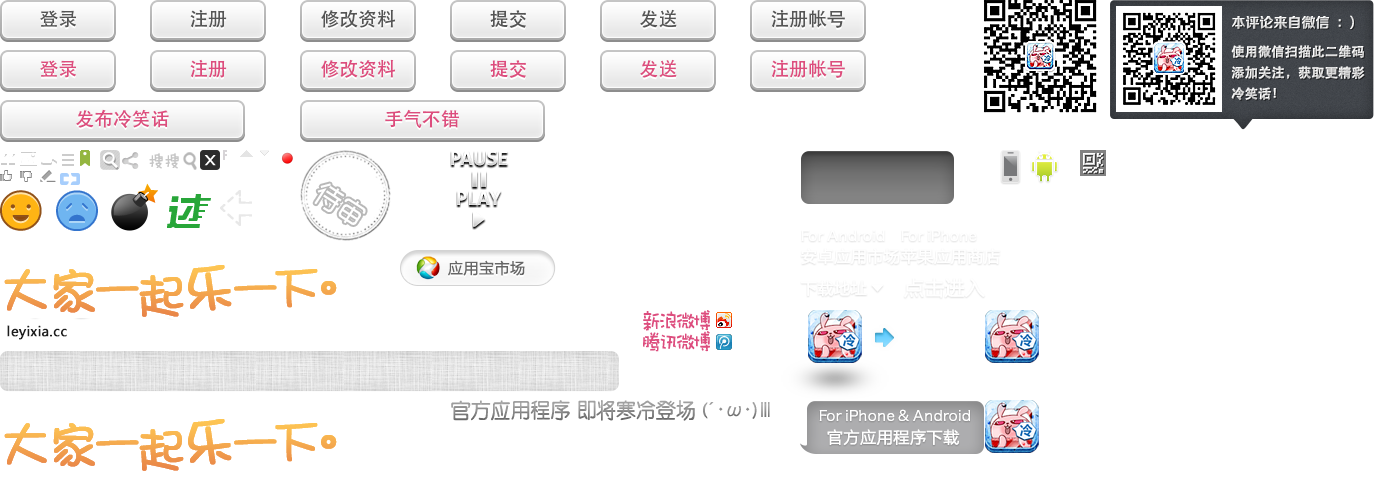 登录 注册 修改资料 提交 发送 注册帐号
登录 注册 修改资料 提交 发送 注册帐号
发布冷笑话 手气不错
本评论来自微信 ：）
使用微信扫描此二维码
添加关注，获取更精彩
冷笑话！
搜搜
PAUSE
PLAY
待审
For Android For iPhone
安卓应用市场苹果应用商店
应用宝市场
下载地址 点击进入
大家一起乐一下。
leyixia.cc
新浪微博
腾讯微博
冷
冷
官方应用程序 即将寒冷登场 (´·ω·)lll
For iPhone & Android
官方应用程序下载
冷
大家一起乐一下。